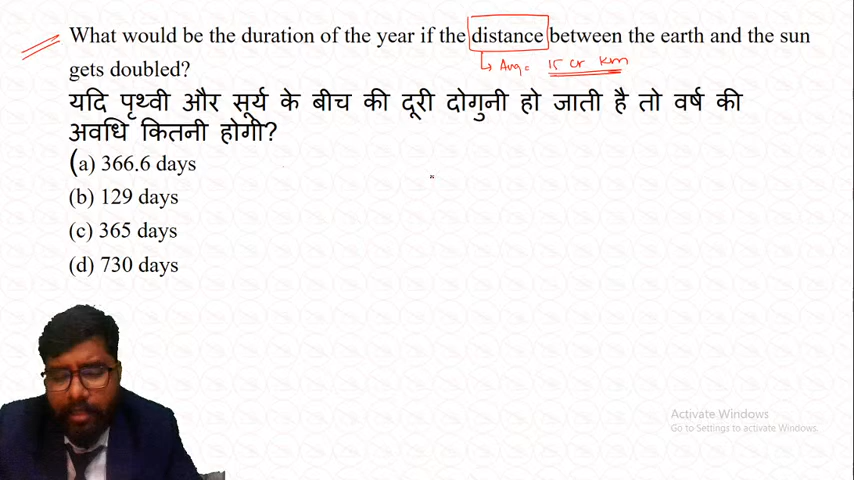 What would be the duration of the year if the distance between the earth and the sun
gets doubled?
Avg = 15 cr km
यदि पृथ्वी और सूर्य के बीच की दूरी दोगुनी हो जाती है तो वर्ष की
अवधि कितनी होगी?
(a) 366.6 days
(b) 129 days
(c) 365 days
(d) 730 days
Activate Windows
Go to Settings to activate Windows.